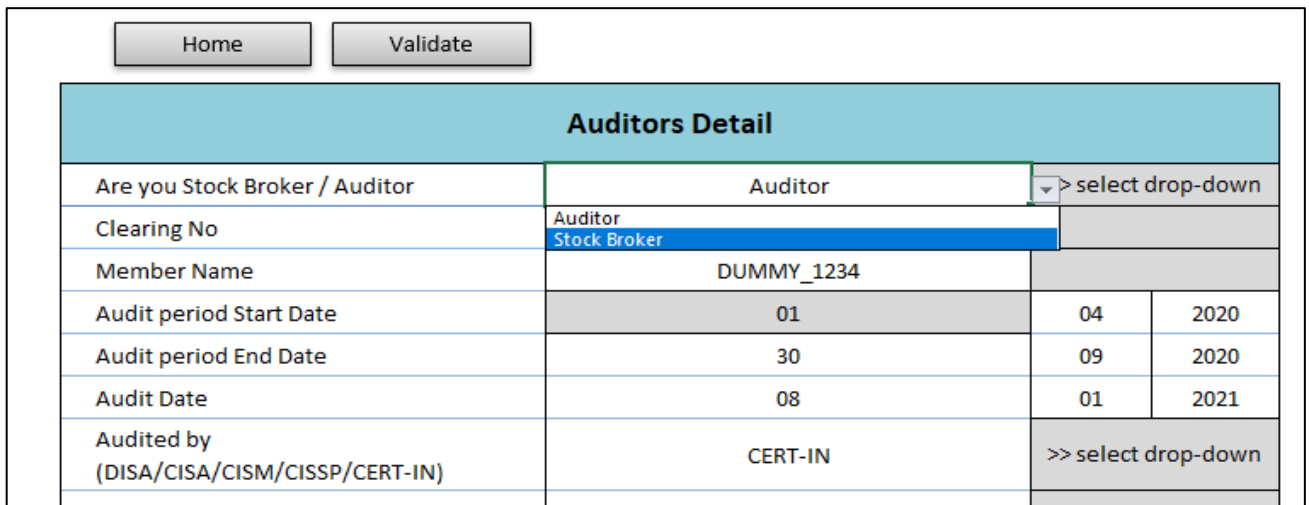 Home Validate
Auditors Detail
Are you Stock Broker / Auditor Auditor > select drop-down
Clearing No Auditor
Stock Broker
Member Name DUMMY_1234
Audit period Start Date 01 04 2020
Audit period End Date 30 09 2020
Audit Date 08 01 2021
Audited by
(DISA/CISA/CISM/CISSP/CERT-IN) CERT-IN >> select drop-down